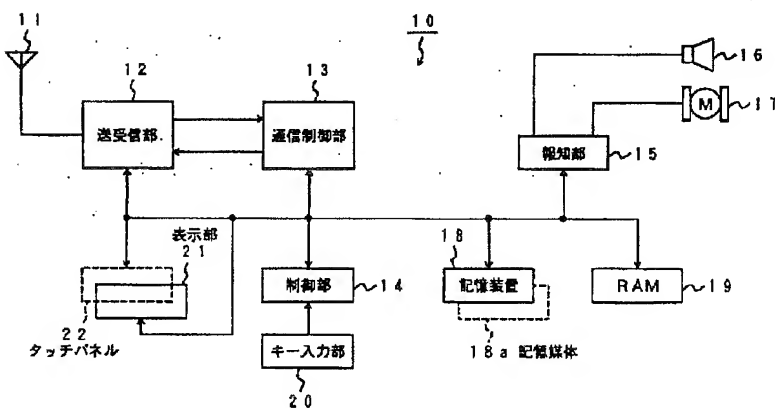 11
10
12
13
16
送受信部
通信制御部
M
17
報知部
15
表示部
21
18
制御部
14
記憶装置
RAM
19
22
タッチパネル
キー入力部
18a 記憶媒体
20